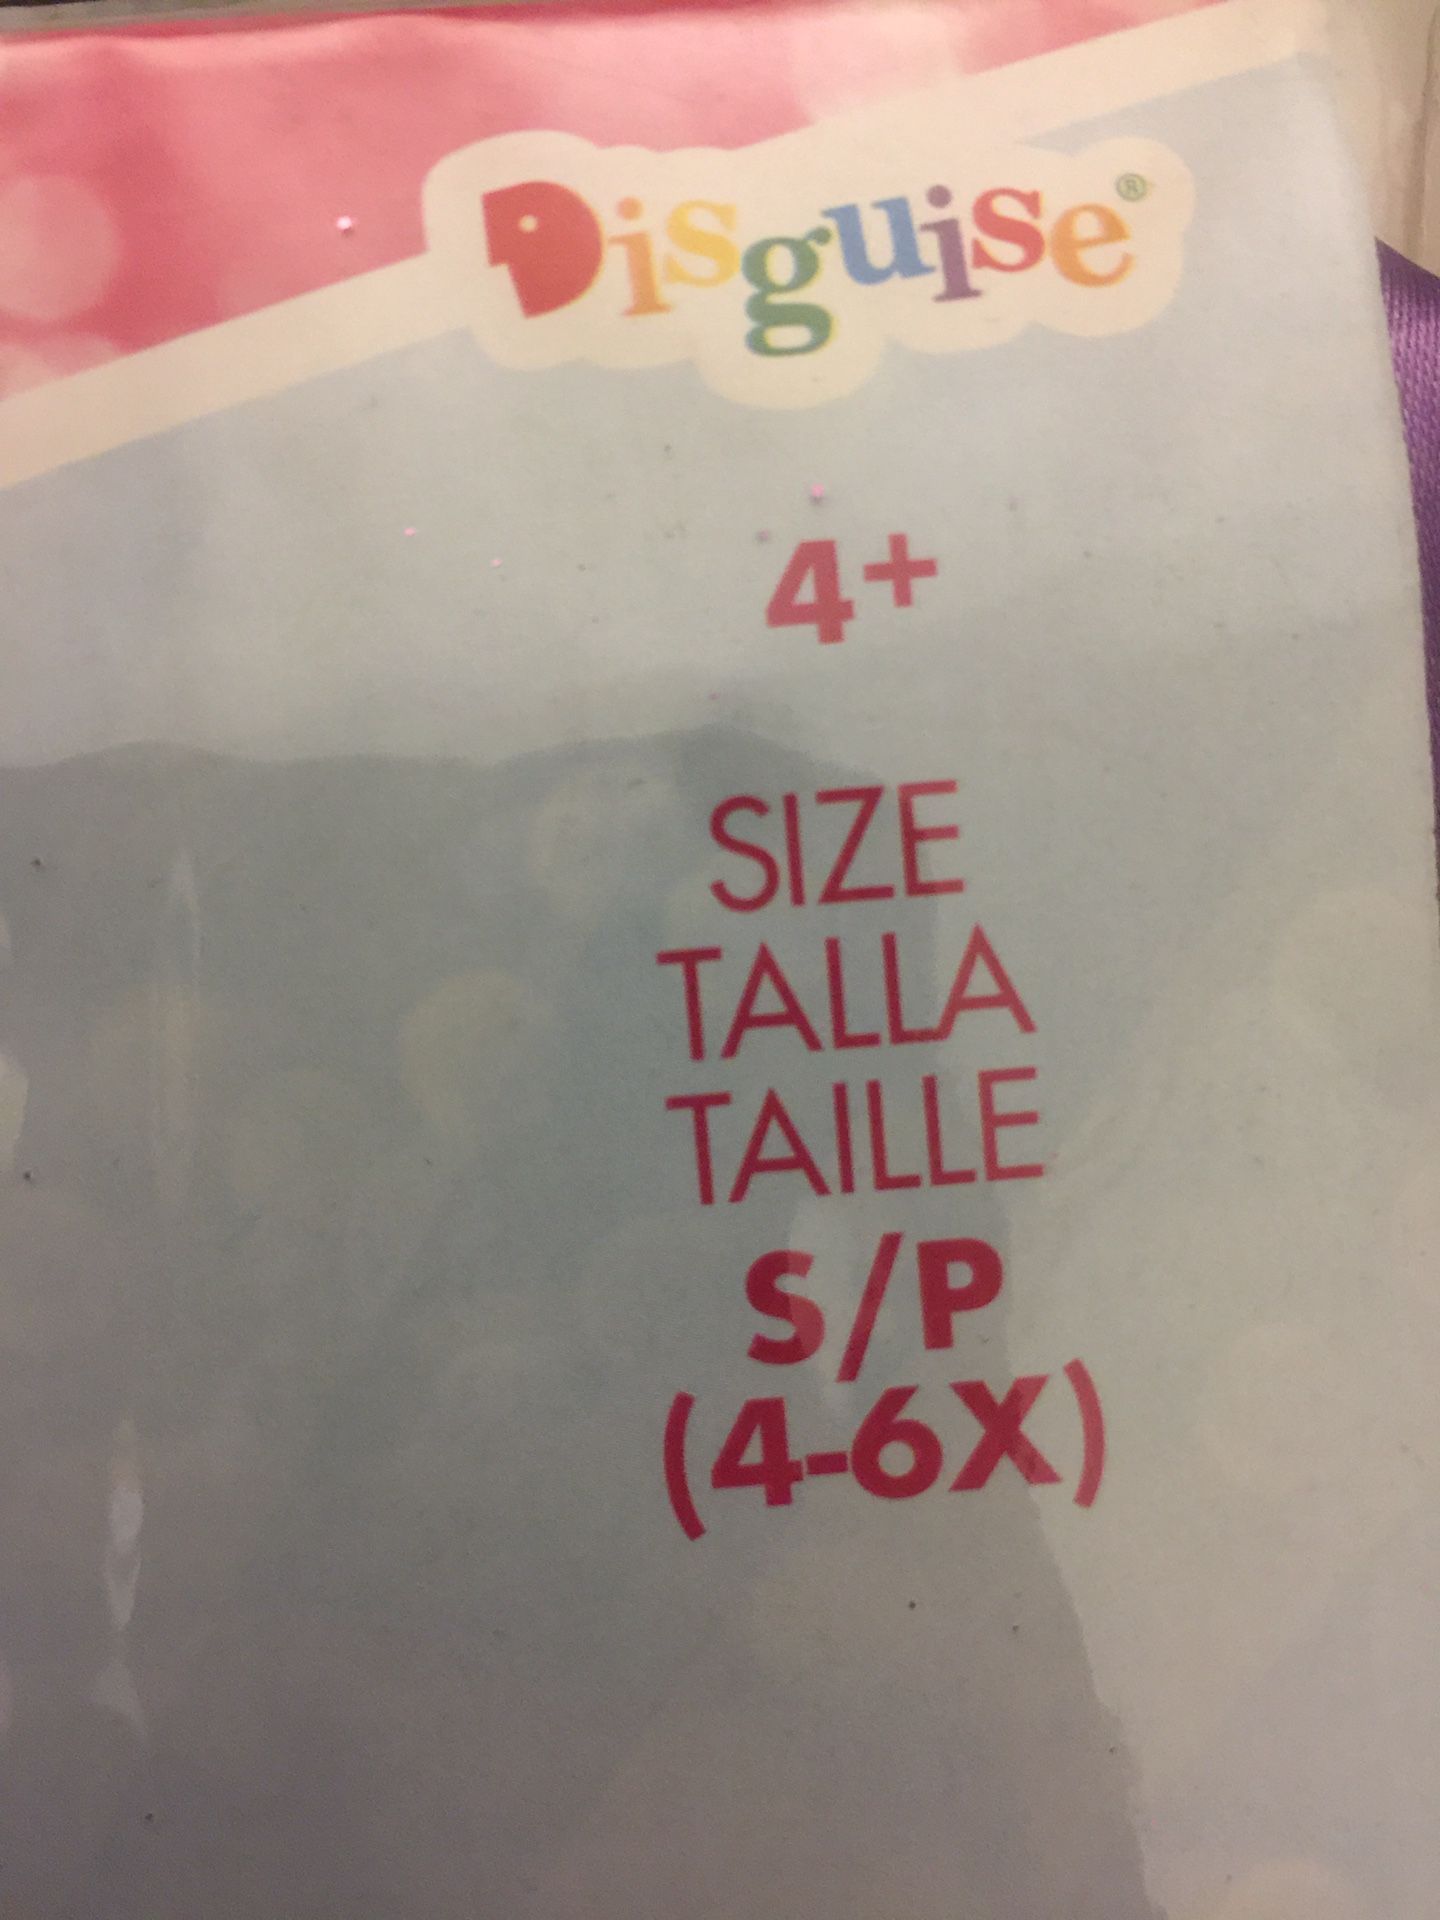 Disguise®
4+
SIZE
TALLA
TAILLE
S/P
(4-6X)